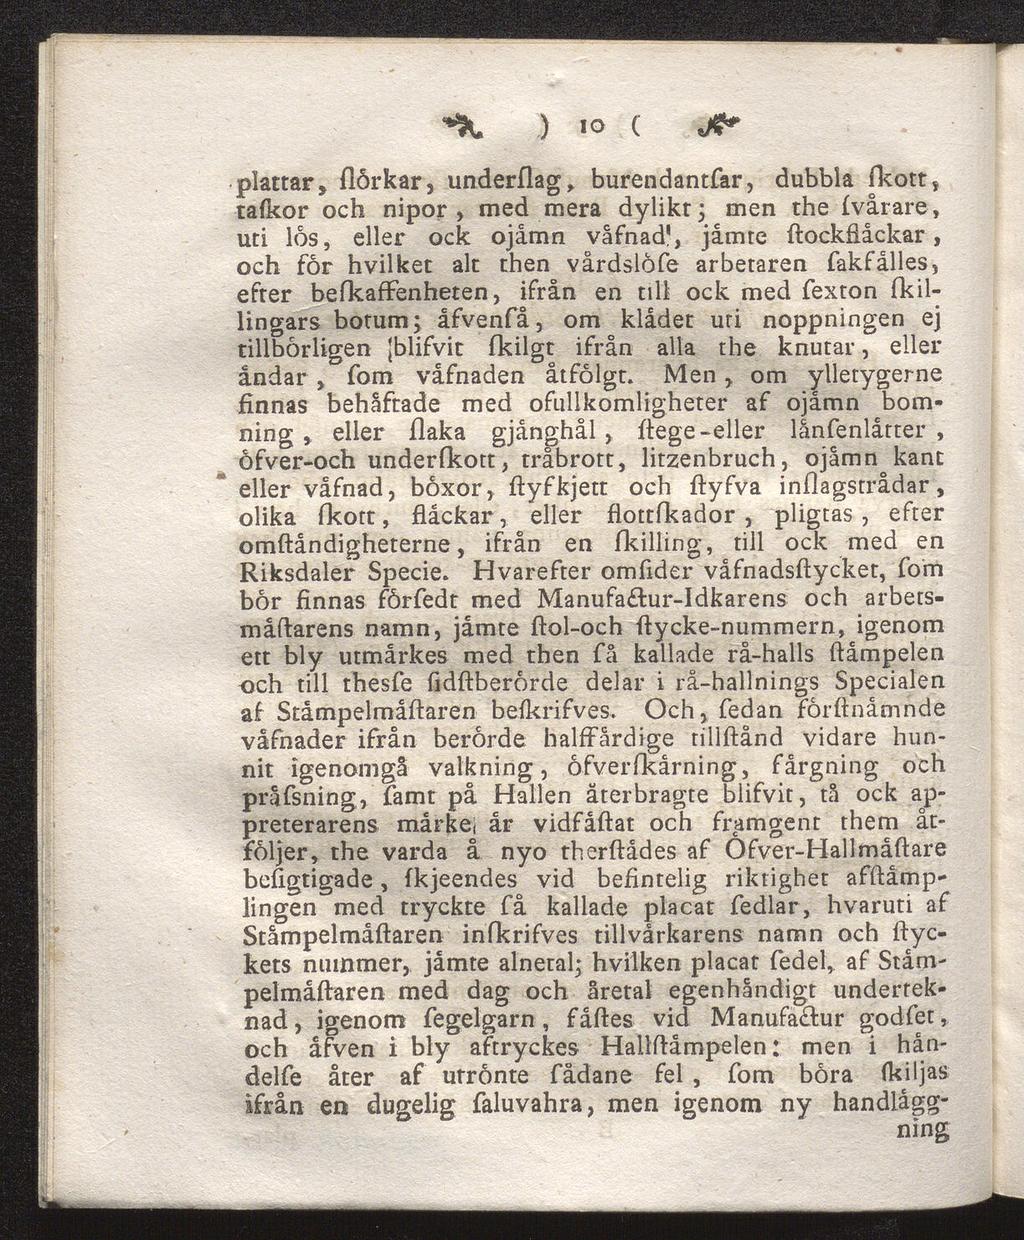 ) 10 (
plattar, ſlörkar, underſlag, burendantſar, dubbla ſkott,
taſkor och nipor, med mera dylikt; men the ſvårare,
uti lös, eller ock ojämn väfnad', jämte ſtockfläckar,
och för hvilket alt then vårdslöſe arbetaren ſakfälles,
efter beſkaffenheten, ifrån en till ock med ſexton ſkil-
lingars botum; äfvenſå, om klädet uti noppningen ej
tillbörligen blifvit ſkilgt ifrån alla the knutar, eller
ändar, ſom väfnaden åtfölgt. Men, om ylletygerne
finnas behäftade med ofullkomligheter af ojämn bom-
ning, eller ſlaka gjänghål, ſtege-eller länſenlätter,
öfver-och underſkott, tråbrott, litzenbruch, ojämn kant
eller väfnad, böxor, ſtyfkjett och ſtyfva inſlagstrådar,
olika ſkott, fläckar, eller flottſkador, pligtas, efter
omſtändigheterne, ifrån en ſkilling, till ock med en
Riksdaler Specie. Hvarefter omſider väfnadsſtycket, ſom
bör finnas förſedt med Manufactur-Idkarens och arbets-
mäſtarens namn, jämte ſtol-och ſtycke-nummern, igenom
ett bly utmärkes med then ſå kallade rå-halls ſtämpelen
och till thesſe ſidſtberörde delar i rå-hallnings Specialen
af Stämpelmäſtaren beſkrifves. Och, ſedan förſtnämnde
väfnader ifrån berörde halffärdige tillſtånd vidare hun-
nit igenomgå valkning, öfverſkärning, färgning och
präſsning, ſamt på Hallen återbragte blifvit, tå ock ap-
preterarens märke är vidfäſtat och framgent them åt-
följer, the varda å nyo therſtädes af Öfver-Hallmäſtare
beſigtigade, ſkjeendes vid befintelig riktighet afſtämp-
lingen med tryckte ſå kallade placat ſedlar, hvaruti af
Stämpelmäſtaren inſkrifves tillvärkarens namn och ſtyc-
kets nummer, jämte alnetal; hvilken placat ſedel, af Stäm-
pelmäſtaren med dag och åretal egenhändigt undertek-
nad, igenom ſegelgarn, fäſtes vid Manufactur godſet,
och äfven i bly aftryckes Hallſtämpelen: men i hän-
delſe åter af utrönte ſådane fel, ſom böra ſkiljas
ifrån en dugelig ſaluvahra, men igenom ny handlägg-
ning